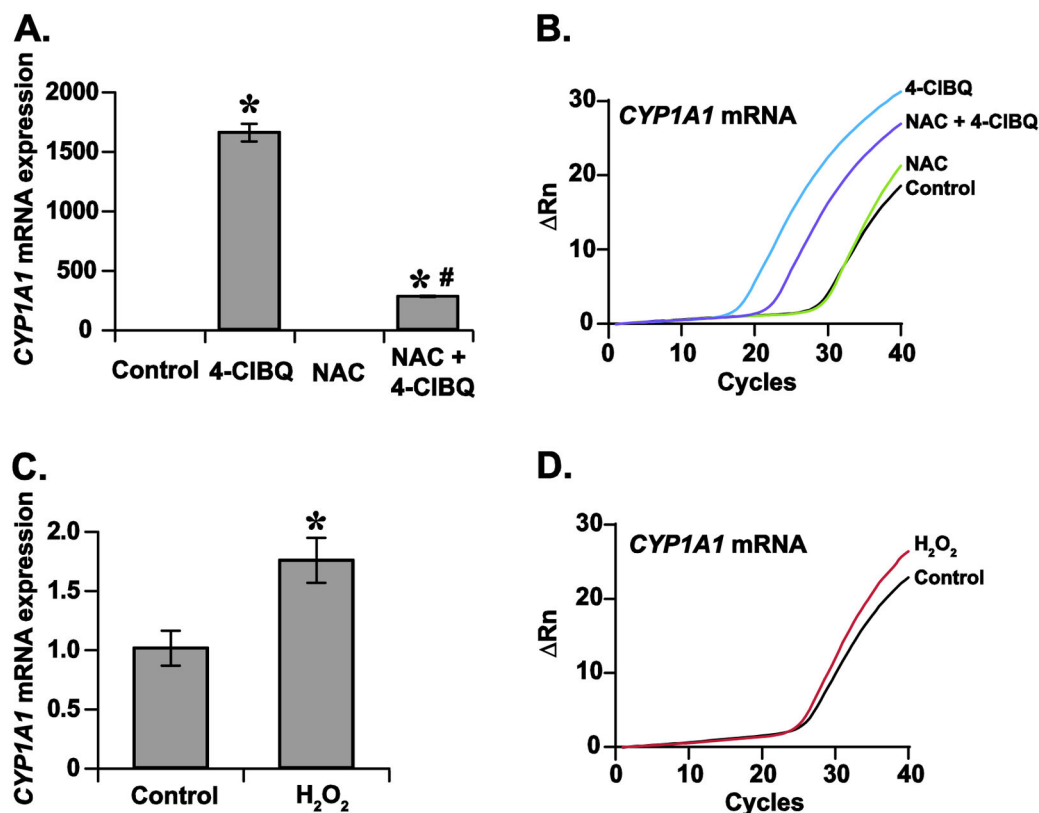 A.
CYP1A1 mRNA expression
2000
1500
1000
500
0
*
* #
Control
4-ClBQ
NAC
NAC +
4-ClBQ
B.
CYP1A1 mRNA
ΔRn
30
20
10
0
0 10 20 30 40
Cycles
4-ClBQ
NAC + 4-ClBQ
NAC
Control
C.
CYP1A1 mRNA expression
2.0
1.5
1.0
0.5
0
*
Control
H₂O₂
D.
CYP1A1 mRNA
ΔRn
30
20
10
0
0 10 20 30 40
Cycles
H₂O₂
Control